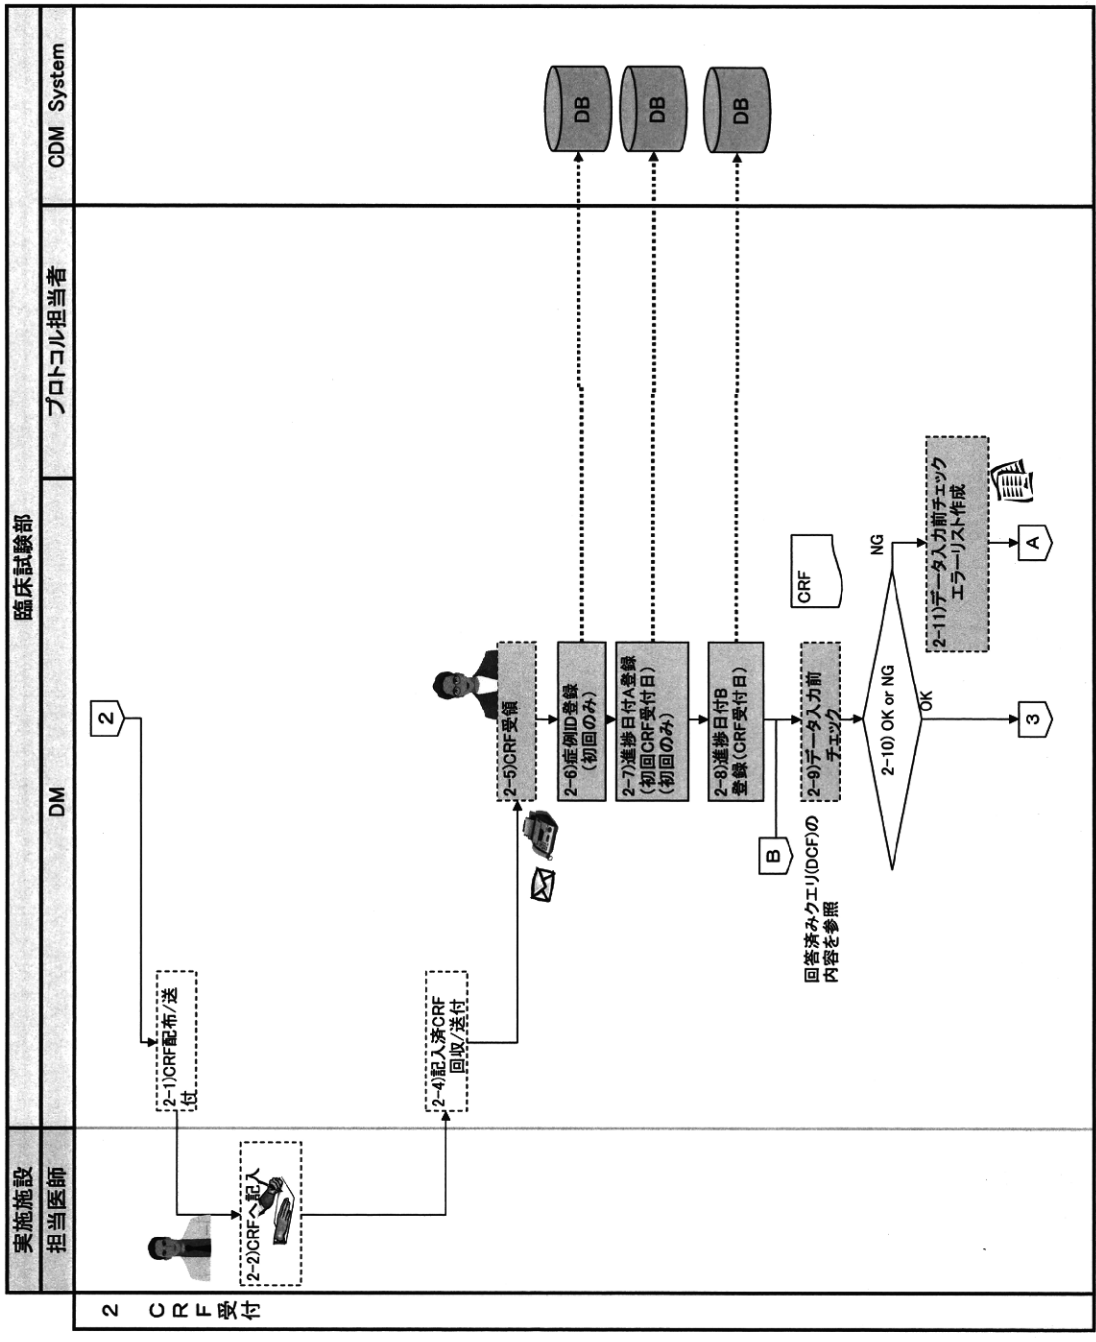 2 CRF受付
実施施設
臨床試験部
担当医師
DM
プロトコル担当者
CDM System
2
2-1)CRF配布/送
付
2-2)CRFへ記入
2-4)記入済CRF
回収/送付
2-5)CRF受領
2-6)症例ID登録
(初回のみ)
DB
2-7)進捗日付A登録
(初回CRF受付日)
(初回のみ)
DB
2-8)進捗日付B
登録(CRF受付日)
DB
B
回答済みクエリ(DCF)の
内容を参照
2-9)データ入力前
チェック
CRF
2-10) OK or NG
NG
OK
2-11)データ入力前チェック
エラーリスト作成
3
A